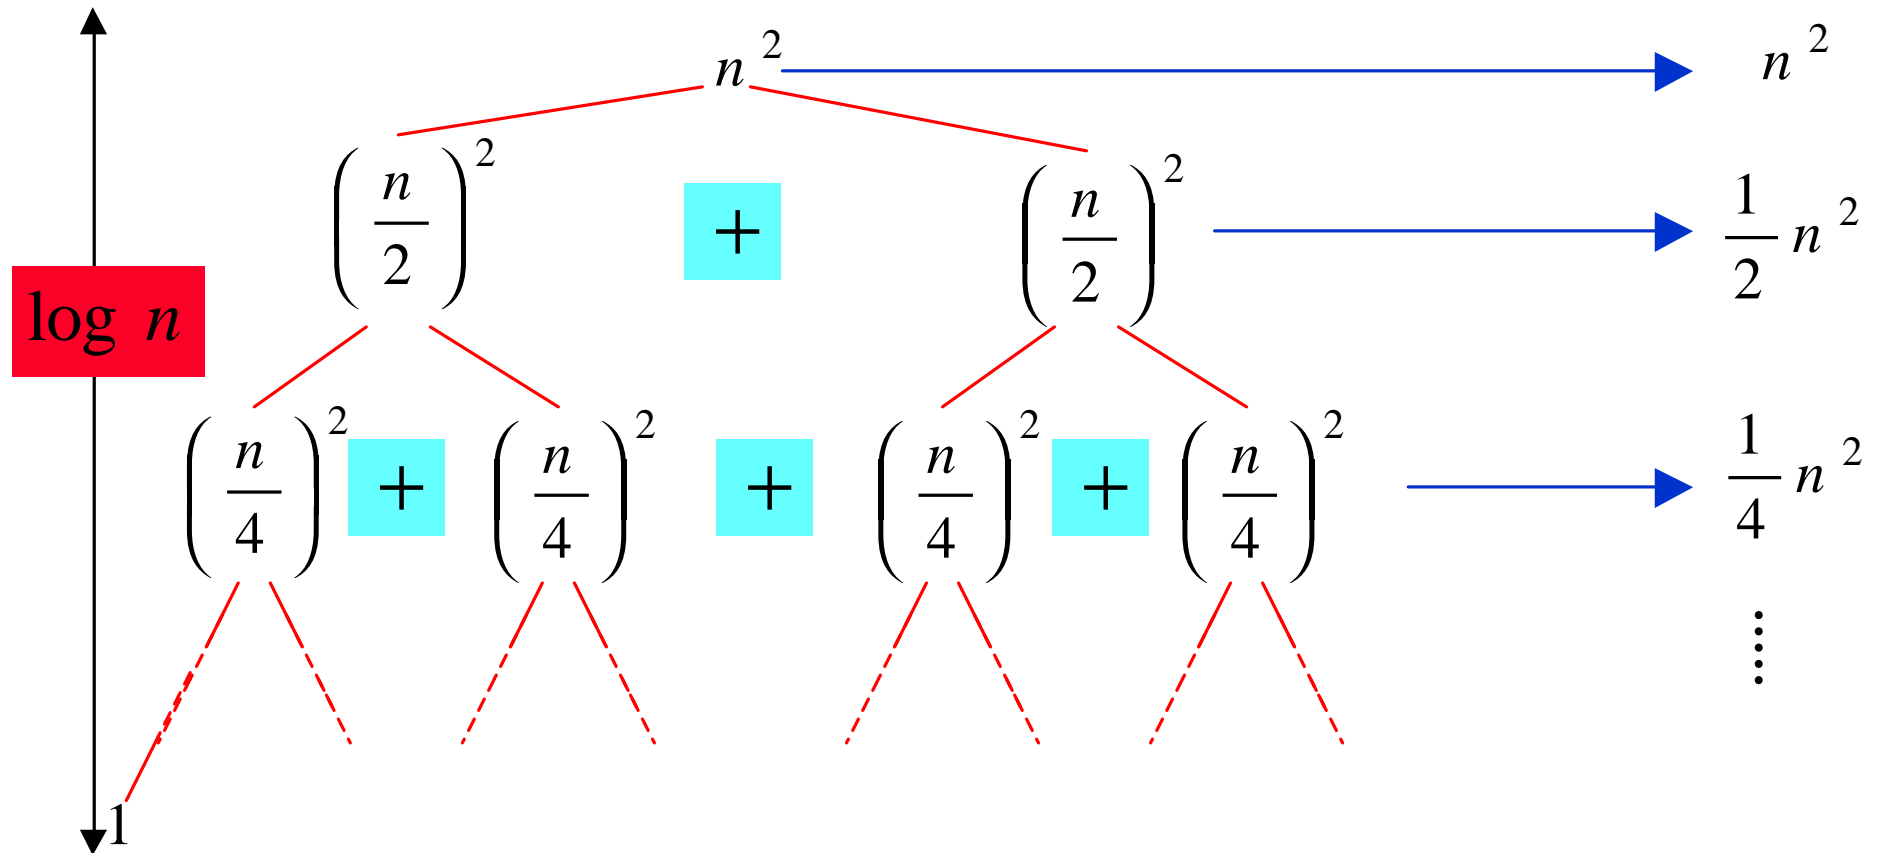 n² n²
(n/2)² + (n/2)² 1/2 n²
log n
(n/4)² + (n/4)² + (n/4)² + (n/4)² 1/4 n²
⋮
1